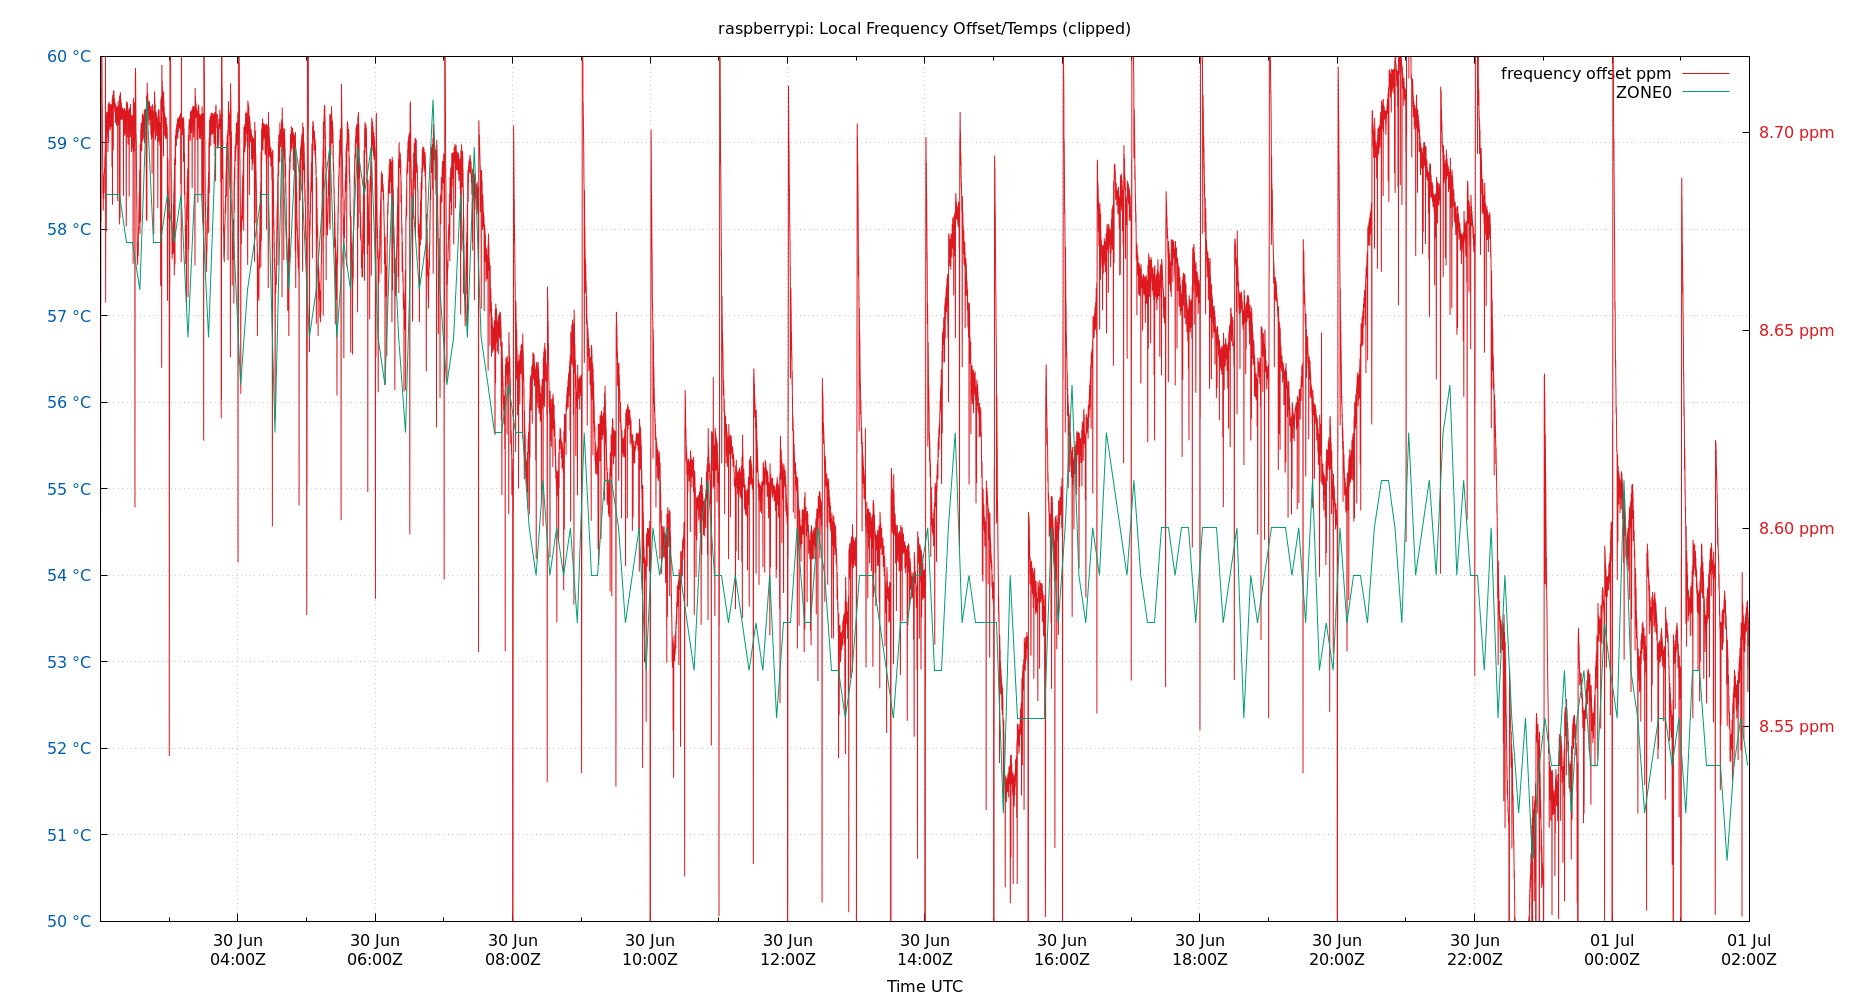 raspberrypi: Local Frequency Offset/Temps (clipped)
60 °C
59 °C
58 °C
57 °C
56 °C
55 °C
54 °C
53 °C
52 °C
51 °C
50 °C
frequency offset ppm
ZONE0
8.70 ppm
8.65 ppm
8.60 ppm
8.55 ppm
30 Jun
04:00Z
30 Jun
06:00Z
30 Jun
08:00Z
30 Jun
10:00Z
30 Jun
12:00Z
30 Jun
14:00Z
30 Jun
16:00Z
30 Jun
18:00Z
30 Jun
20:00Z
30 Jun
22:00Z
01 Jul
00:00Z
01 Jul
02:00Z
Time UTC